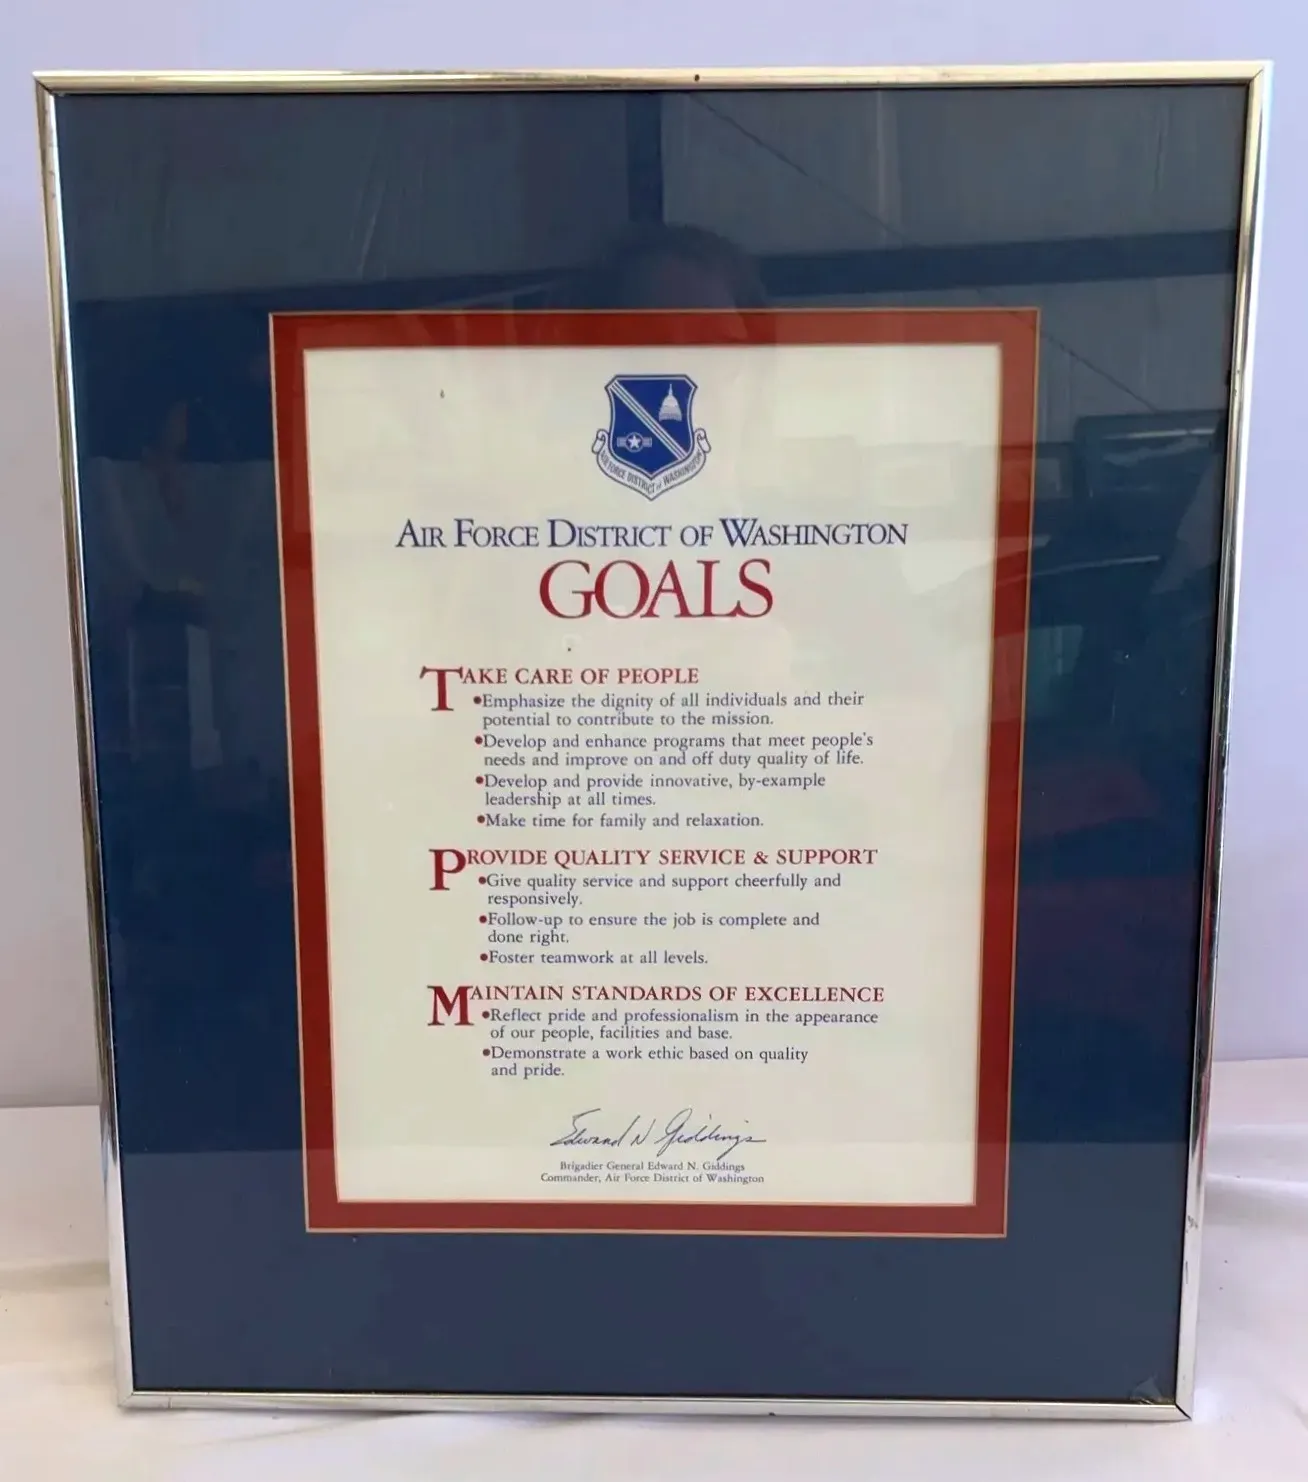 AIR FORCE DISTRICT OF WASHINGTON
AIR FORCE DISTRICT OF WASHINGTON
GOALS
TAKE CARE OF PEOPLE
•Emphasize the dignity of all individuals and their
potential to contribute to the mission.
•Develop and enhance programs that meet people's
needs and improve on and off duty quality of life.
•Develop and provide innovative, by-example
leadership at all times.
•Make time for family and relaxation.
PROVIDE QUALITY SERVICE & SUPPORT
•Give quality service and support cheerfully and
responsively.
•Follow-up to ensure the job is complete and
done right.
•Foster teamwork at all levels.
MAINTAIN STANDARDS OF EXCELLENCE
•Reflect pride and professionalism in the appearance
of our people, facilities and base.
•Demonstrate a work ethic based on quality
and pride.
Edward N Giddings
Brigadier General Edward N. Giddings
Commander, Air Force District of Washington